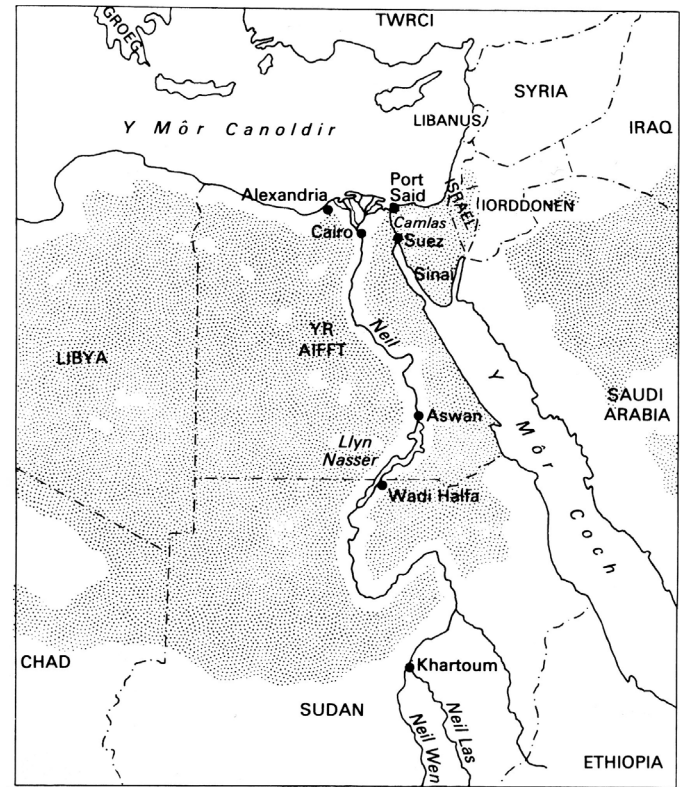 GROEG
TWRCI
SYRIA
LIBANUS
IRAQ
Y Môr Canoldir
Alexandria
Port
Said
ISRAEL
IORDDONEN
Camlas
Cairo
Suez
Sinai
Neil
YR
AIFFT
LIBYA
Y Môr Coch
SAUDI
ARABIA
Aswan
Llyn
Nasser
Wadi Halfa
CHAD
Khartoum
SUDAN
Neil Wen
Neil Las
ETHIOPIA